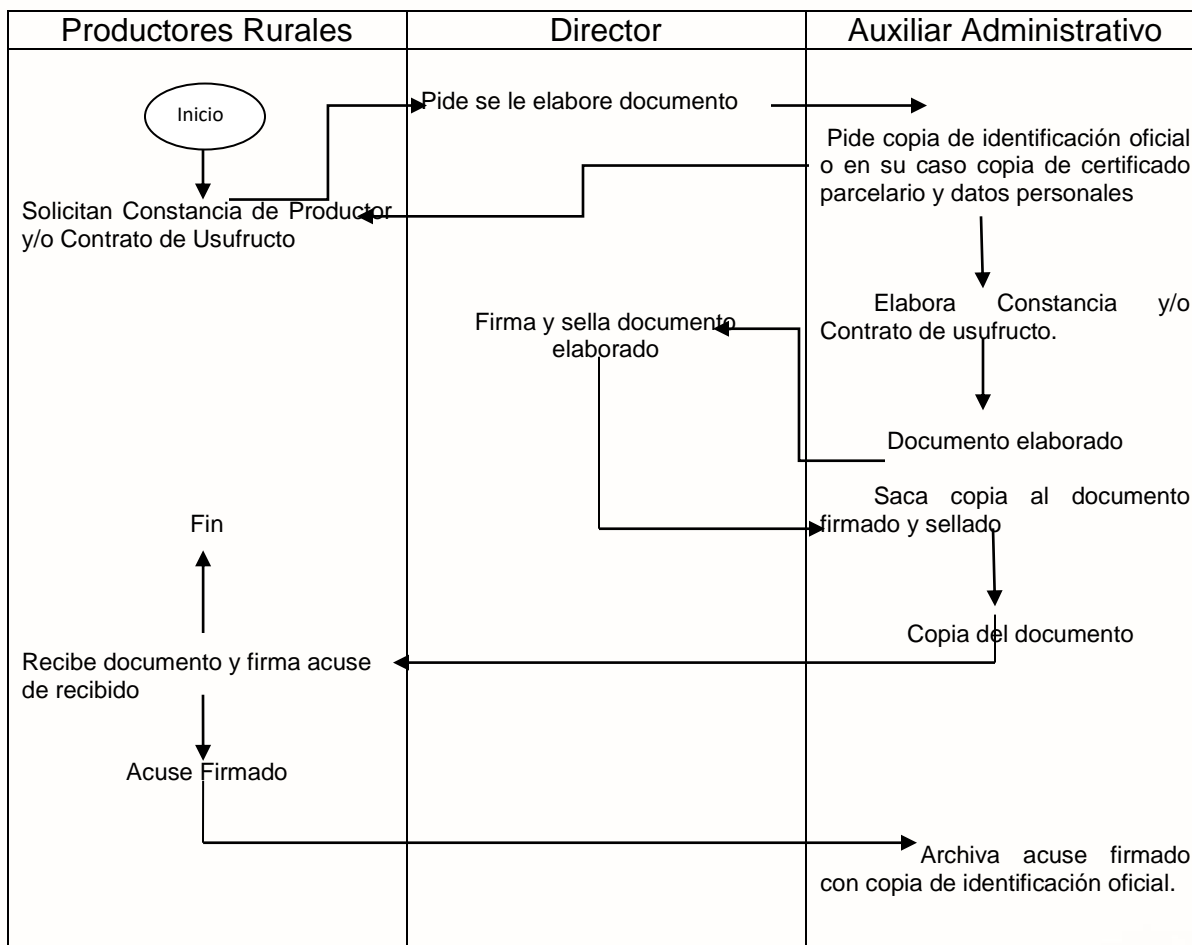 Productores Rurales
Director
Auxiliar Administrativo
Inicio
Pide se le elabore documento
Pide copia de identificación oficial
o en su caso copia de certificado
parcelario y datos personales
Solicitan Constancia de Productor
y/o Contrato de Usufructo
Elabora Constancia y/o
Contrato de usufructo.
Firma y sella documento
elaborado
Documento elaborado
Saca copia al documento
firmado y sellado
Fin
Copia del documento
Recibe documento y firma acuse
de recibido
Acuse Firmado
Archiva acuse firmado
con copia de identificación oficial.